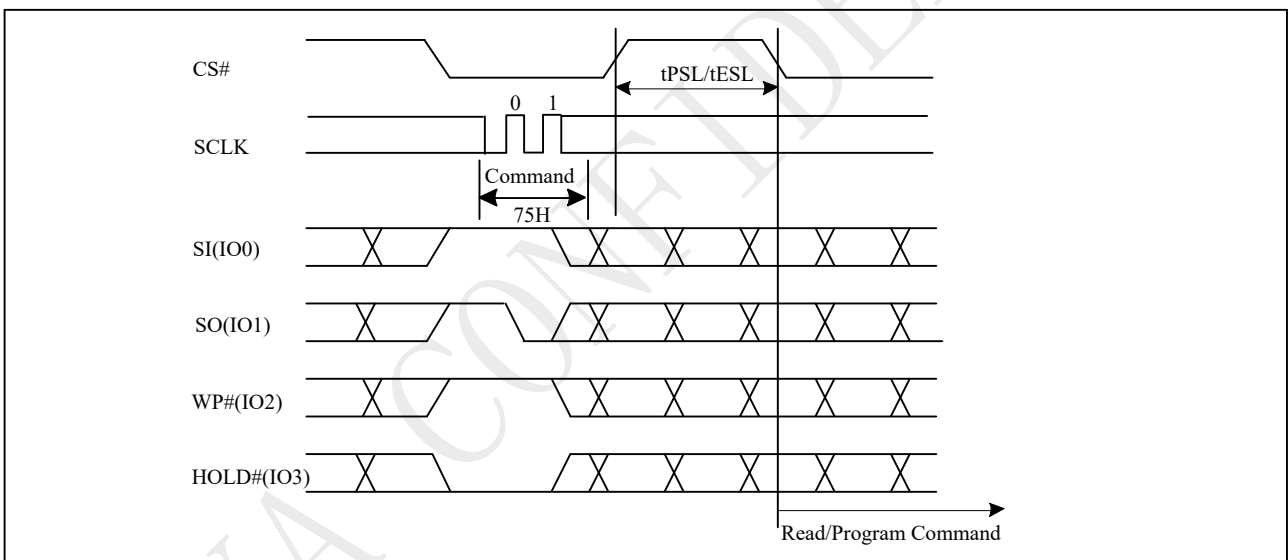 CS#
tPSL/tESL
0 1
SCLK
Command
75H
SI(IO0)
SO(IO1)
WP#(IO2)
HOLD#(IO3)
Read/Program Command